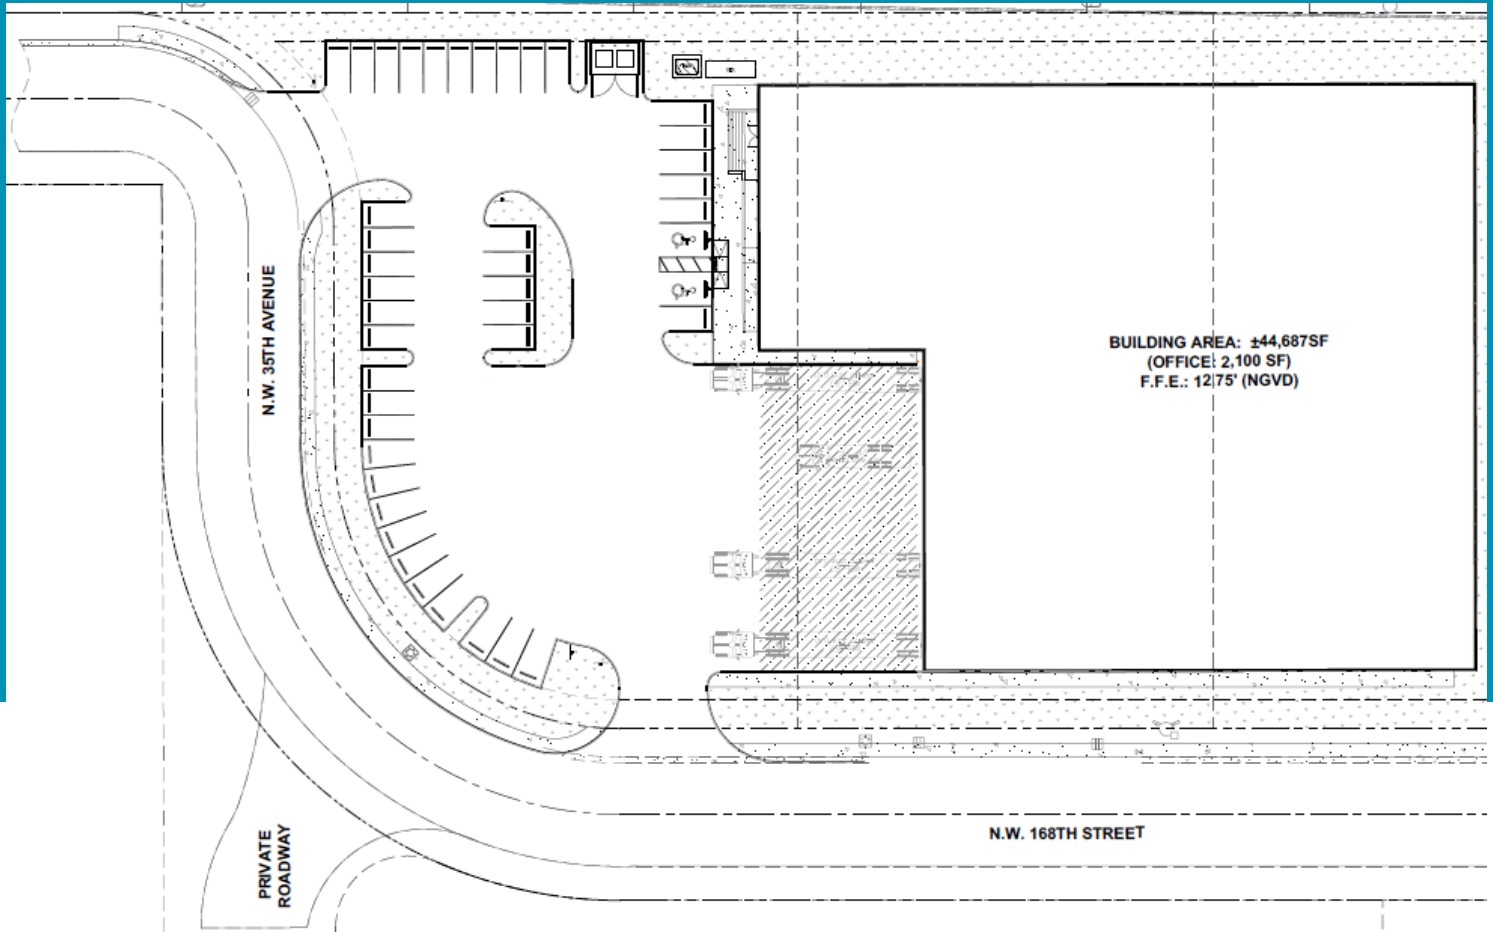 N.W. 35TH AVENUE
BUILDING AREA: ±44,687SF
(OFFICE: 2,100 SF)
F.F.E.: 12.75' (NGVD)
N.W. 168TH STREET
PRIVATE
ROADWAY